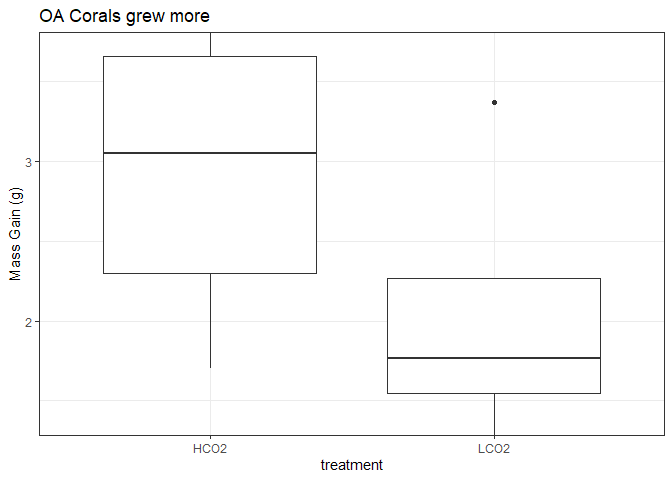 OA Corals grew more
Mass Gain (g)
3
2
HCO2
LCO2
treatment